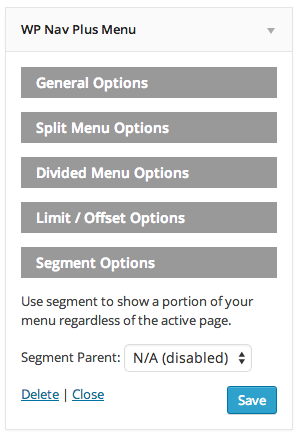 WP Nav Plus Menu
General Options
Split Menu Options
Divided Menu Options
Limit / Offset Options
Segment Options
Use segment to show a portion of your
menu regardless of the active page.
Segment Parent: N/A (disabled)
Delete | Close Save